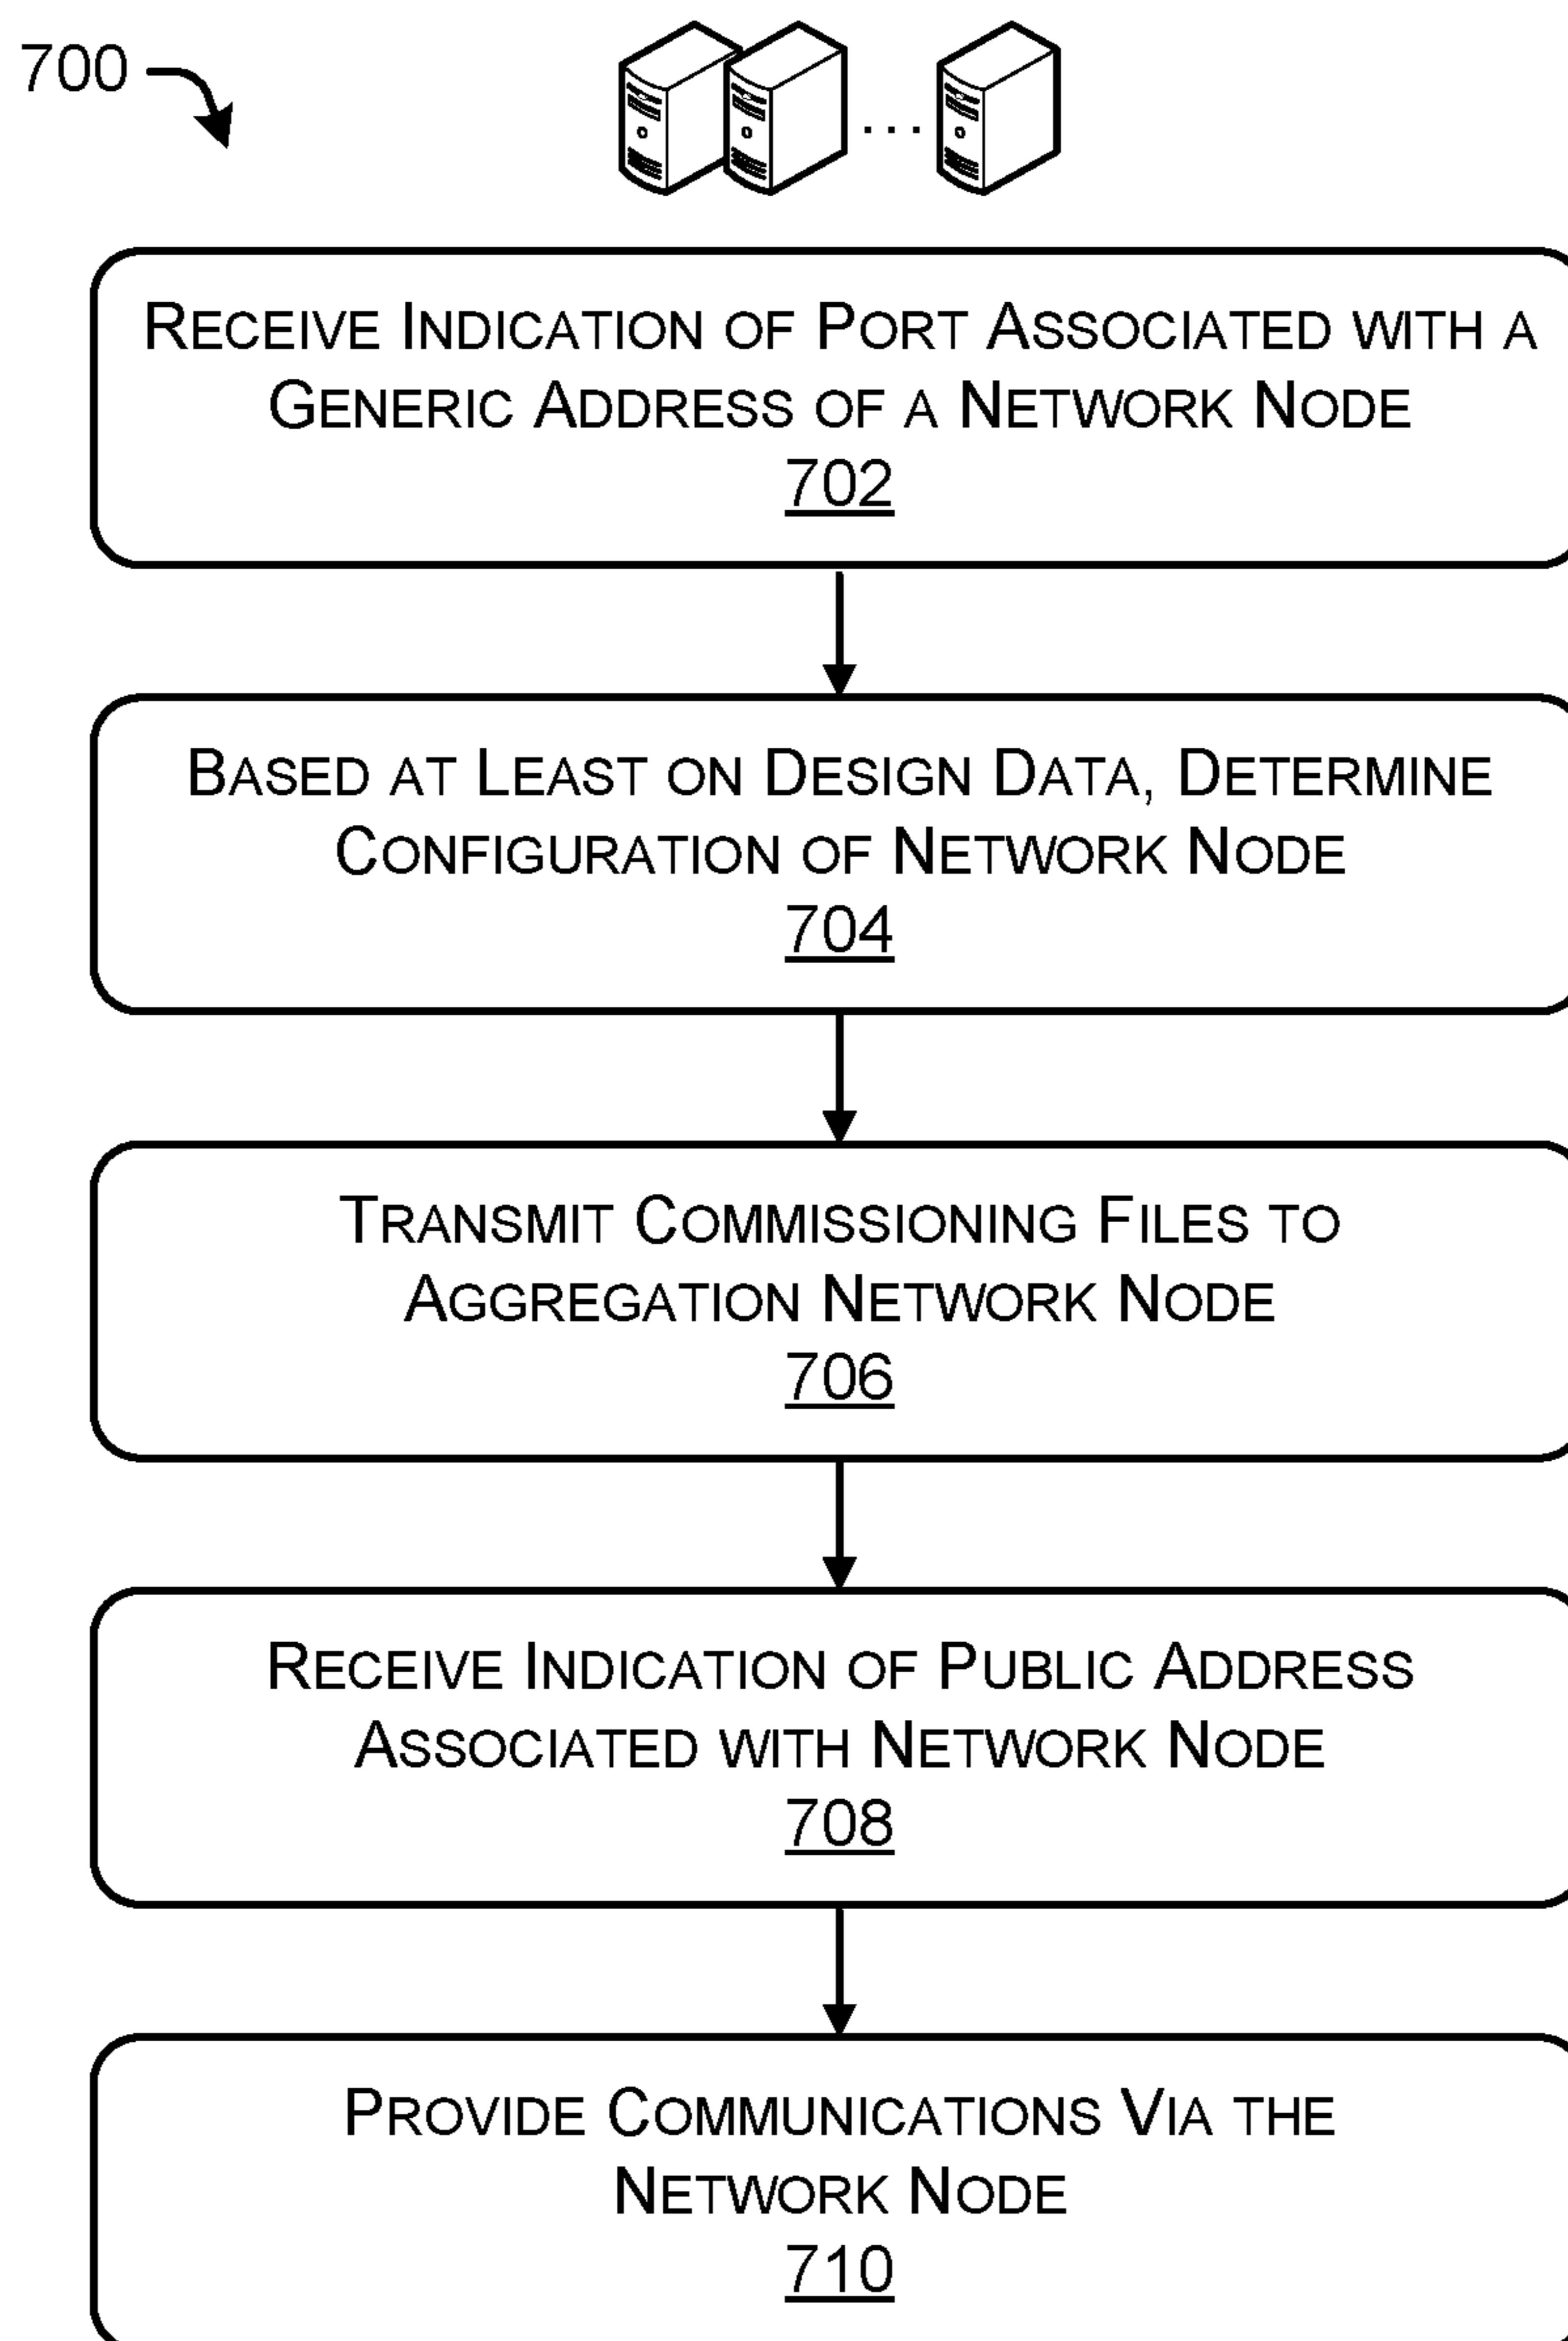 700
...
RECEIVE INDICATION OF PORT ASSOCIATED WITH A
GENERIC ADDRESS OF A NETWORK NODE
702
BASED AT LEAST ON DESIGN DATA, DETERMINE
CONFIGURATION OF NETWORK NODE
704
TRANSMIT COMMISSIONING FILES TO
AGGREGATION NETWORK NODE
706
RECEIVE INDICATION OF PUBLIC ADDRESS
ASSOCIATED WITH NETWORK NODE
708
PROVIDE COMMUNICATIONS VIA THE
NETWORK NODE
710